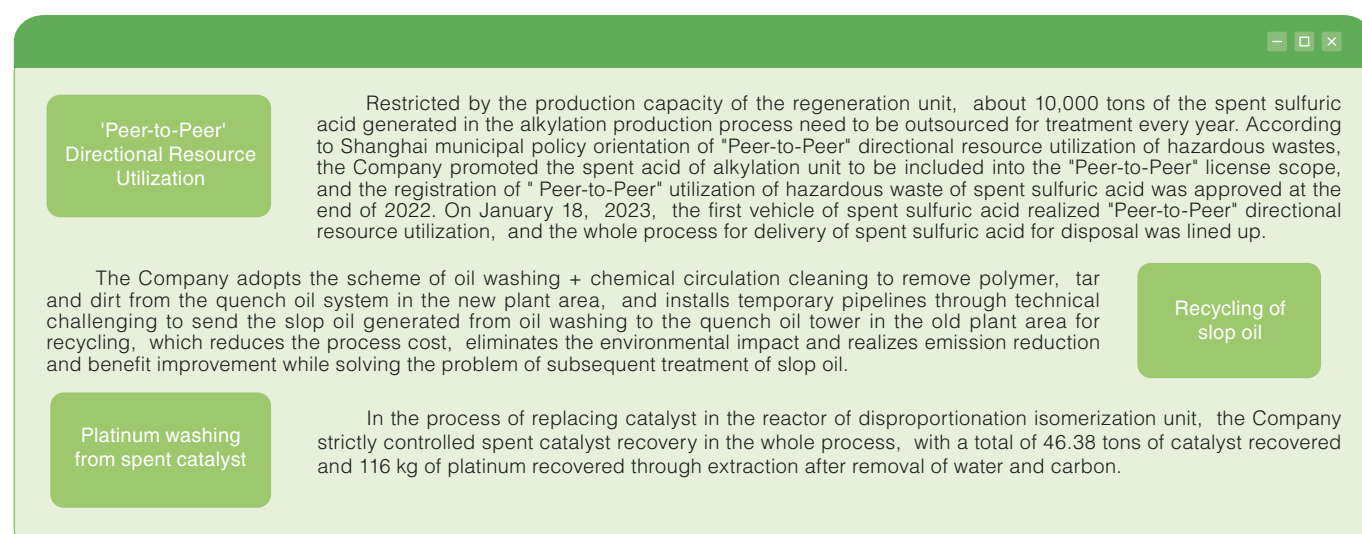 'Peer-to-Peer'
Directional Resource
Utilization
Restricted by the production capacity of the regeneration unit, about 10,000 tons of the spent sulfuric
acid generated in the alkylation production process need to be outsourced for treatment every year. According
to Shanghai municipal policy orientation of "Peer-to-Peer" directional resource utilization of hazardous wastes,
the Company promoted the spent acid of alkylation unit to be included into the "Peer-to-Peer" license scope,
and the registration of " Peer-to-Peer" utilization of hazardous waste of spent sulfuric acid was approved at the
end of 2022. On January 18, 2023, the first vehicle of spent sulfuric acid realized "Peer-to-Peer" directional
resource utilization, and the whole process for delivery of spent sulfuric acid for disposal was lined up.
The Company adopts the scheme of oil washing + chemical circulation cleaning to remove polymer, tar
and dirt from the quench oil system in the new plant area, and installs temporary pipelines through technical
challenging to send the slop oil generated from oil washing to the quench oil tower in the old plant area for
recycling, which reduces the process cost, eliminates the environmental impact and realizes emission reduction
and benefit improvement while solving the problem of subsequent treatment of slop oil.
Recycling of
slop oil
Platinum washing
from spent catalyst
In the process of replacing catalyst in the reactor of disproportionation isomerization unit, the Company
strictly controlled spent catalyst recovery in the whole process, with a total of 46.38 tons of catalyst recovered
and 116 kg of platinum recovered through extraction after removal of water and carbon.